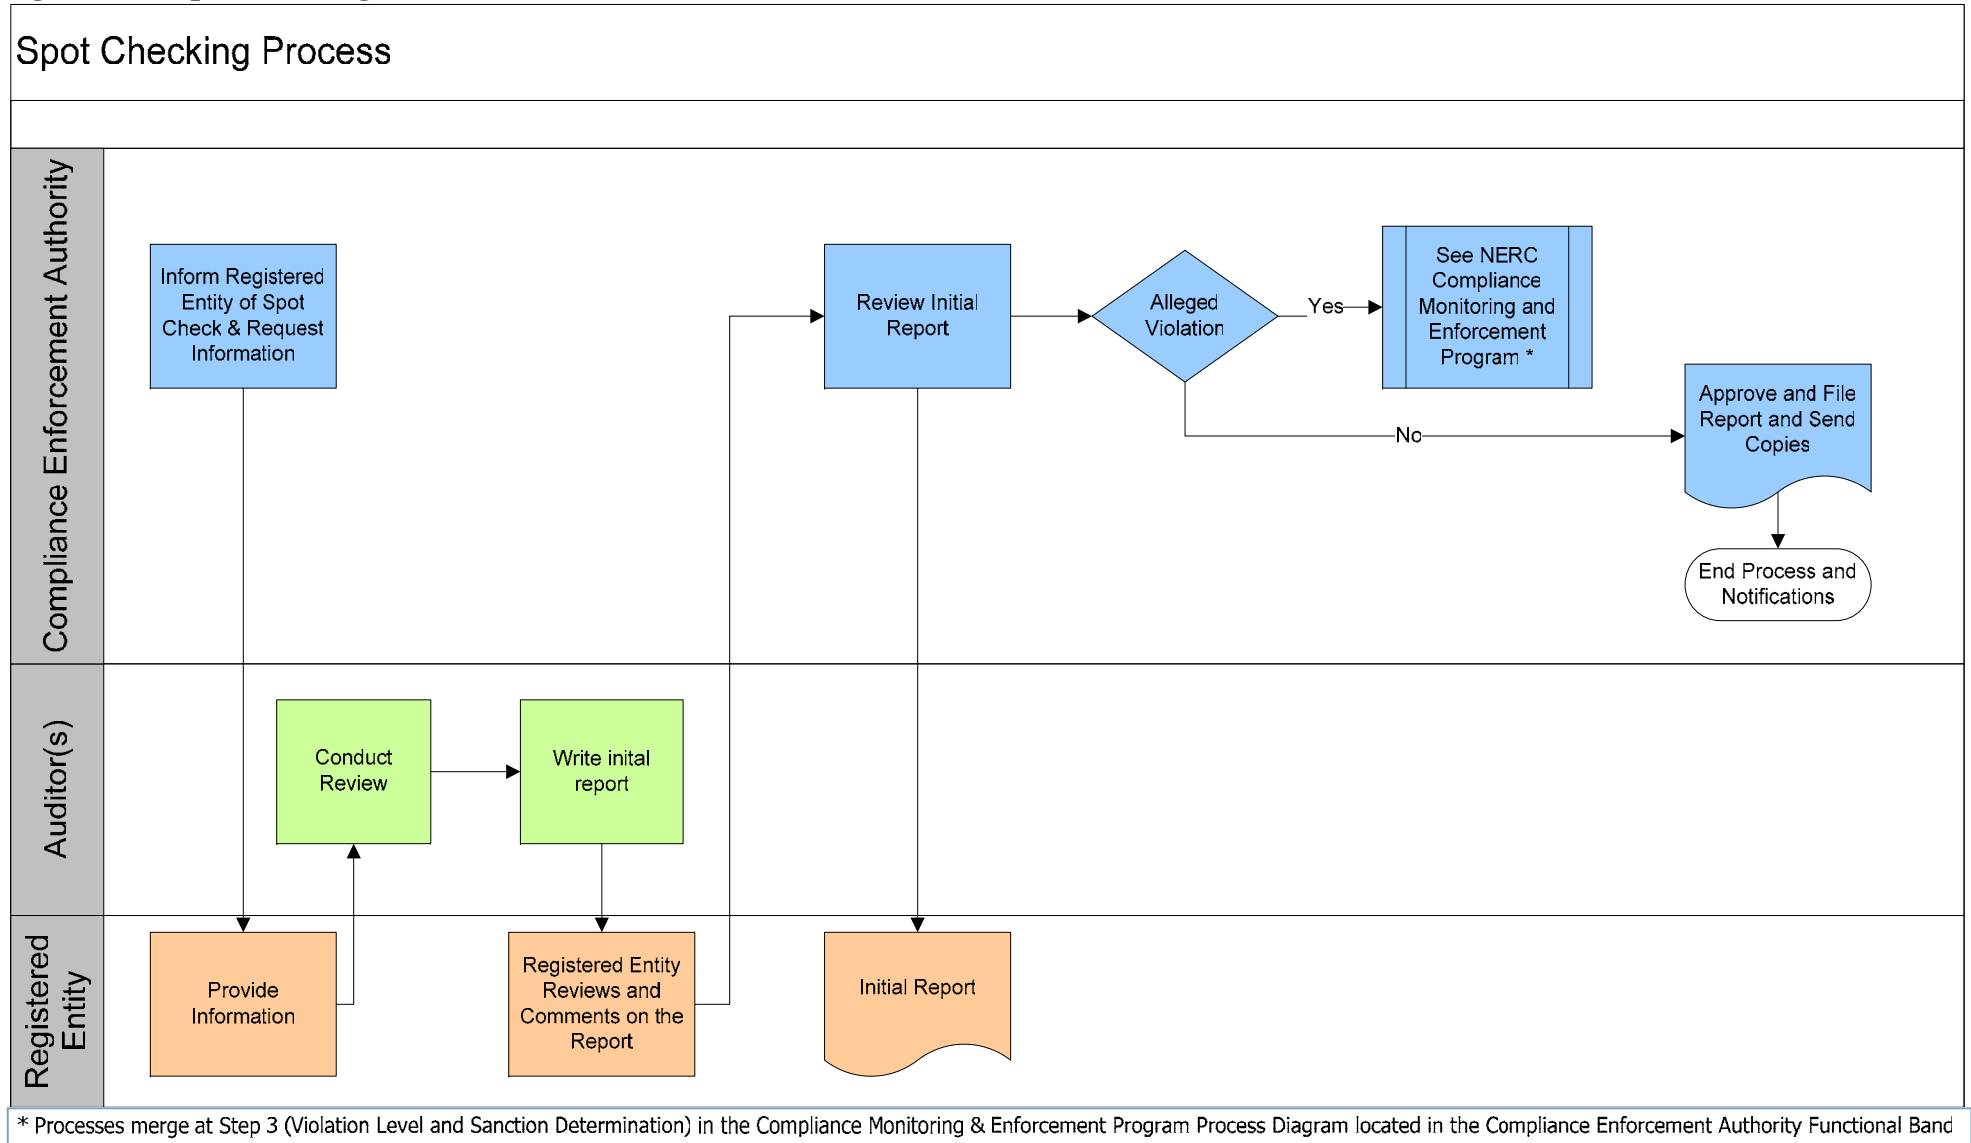 Spot Checking Process
Compliance Enforcement Authority
Inform Registered
Entity of Spot
Check & Request
Information
Review Initial
Report
Alleged
Violation
Yes
See NERC
Compliance
Monitoring and
Enforcement
Program *
No
Approve and File
Report and Send
Copies
End Process and
Notifications
Auditor(s)
Conduct
Review
Write inital
report
Registered
Entity
Provide
Information
Registered Entity
Reviews and
Comments on the
Report
Initial Report
* Processes merge at Step 3 (Violation Level and Sanction Determination) in the Compliance Monitoring & Enforcement Program Process Diagram located in the Compliance Enforcement Authority Functional Band